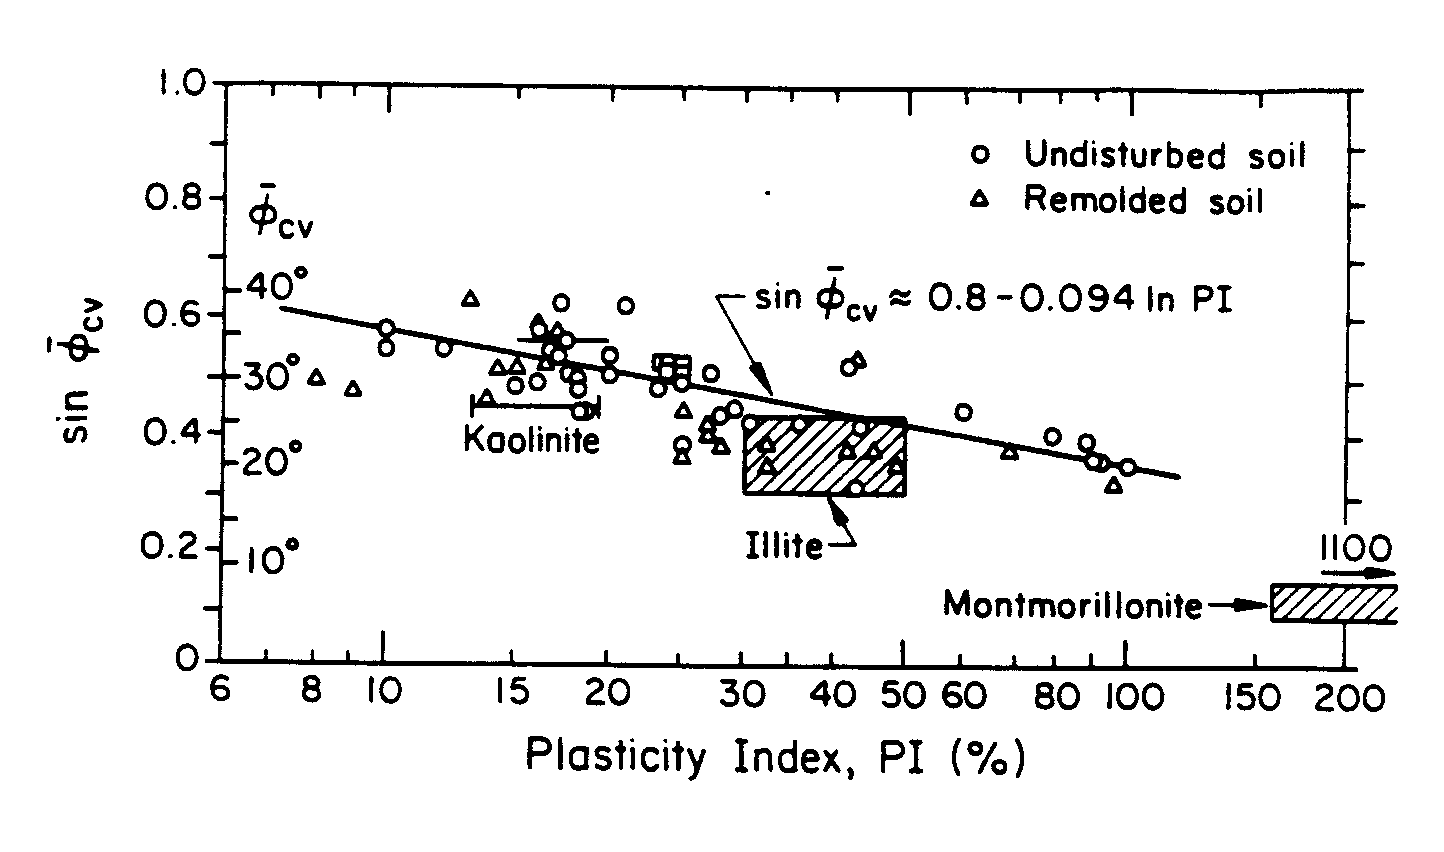 1.0
0.8
0.6
0.4
0.2
0
sin ϕ̄cv
ϕ̄cv
40°
30°
20°
10°
○ Undisturbed soil
△ Remolded soil
sin ϕ̄cv ≈ 0.8 - 0.094 ln PI
Kaolinite
Illite
1100
Montmorillonite
6 8 10 15 20 30 40 50 60 80 100 150 200
Plasticity Index, PI (%)